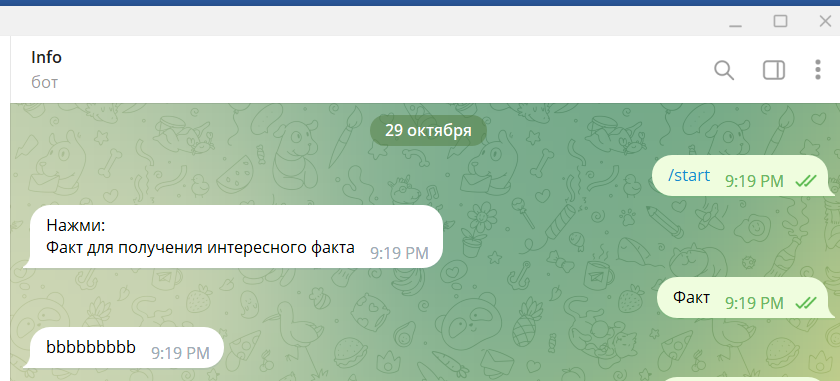 Info
бот
29 октября
/start 9:19 PM
Нажми:
Факт для получения интересного факта 9:19 PM
Факт 9:19 PM
bbbbbbbbb 9:19 PM